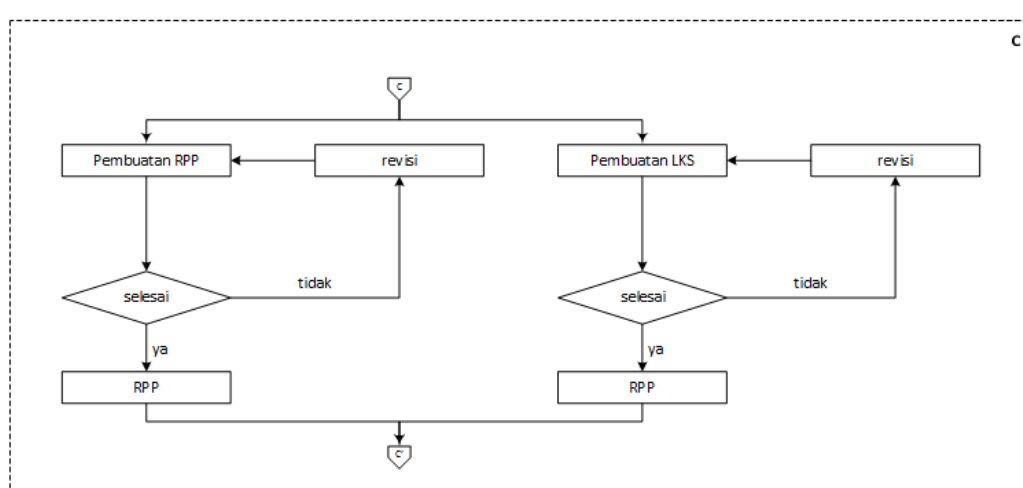 C
c
Pembuatan RPP
revisi
Pembuatan LKS
revisi
selesai
tidak
selesai
tidak
ya
ya
RPP
RPP
c'